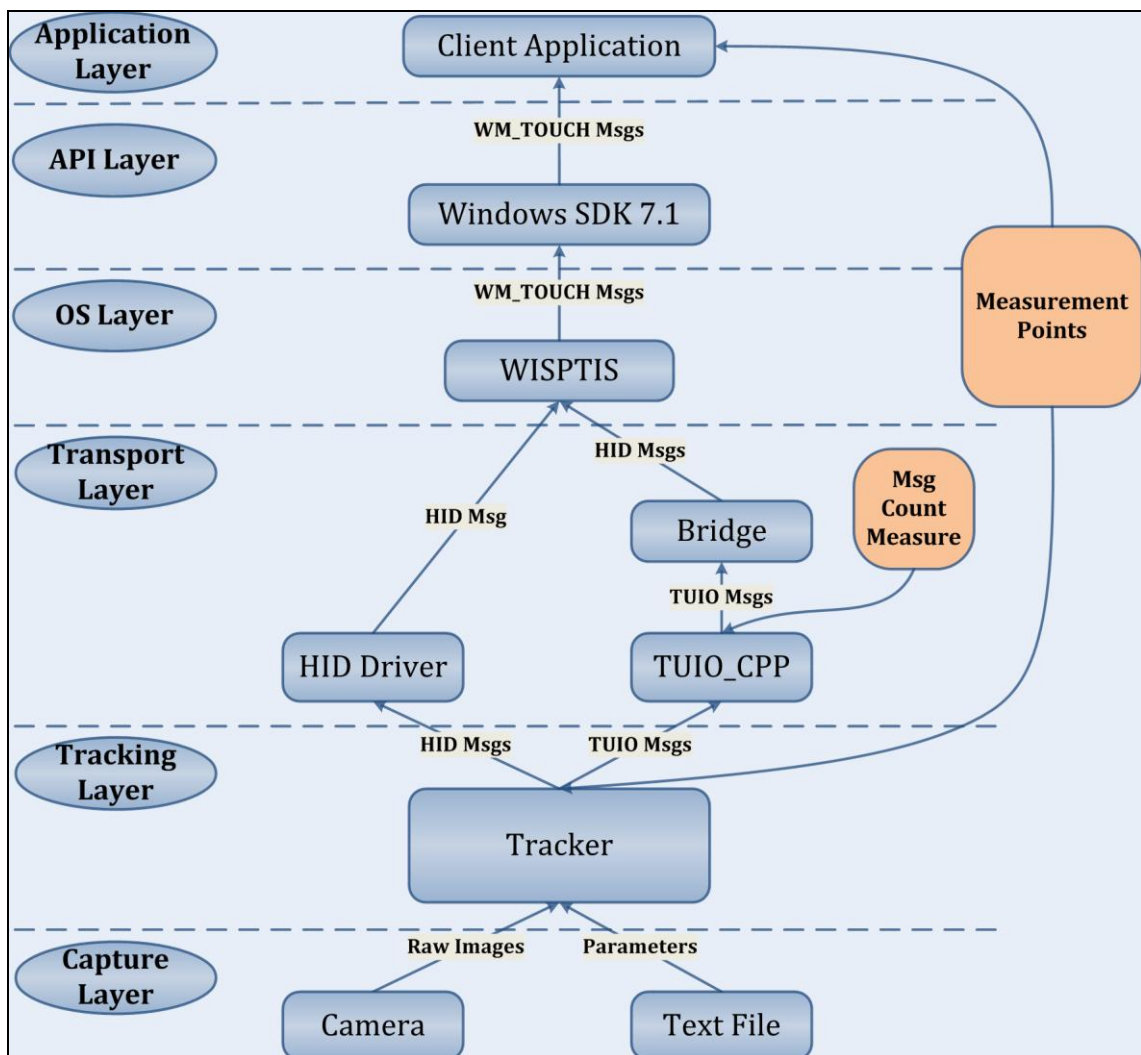 Application
Layer
Client Application
WM_TOUCH Msgs
API Layer
Windows SDK 7.1
WM_TOUCH Msgs
OS Layer
WISPTIS
Measurement
Points
Transport
Layer
HID Msgs
HID Msg
Bridge
Msg
Count
Measure
TUIO Msgs
HID Driver
TUIO_CPP
Tracking
Layer
HID Msgs
TUIO Msgs
Tracker
Capture
Layer
Raw Images
Parameters
Camera
Text File